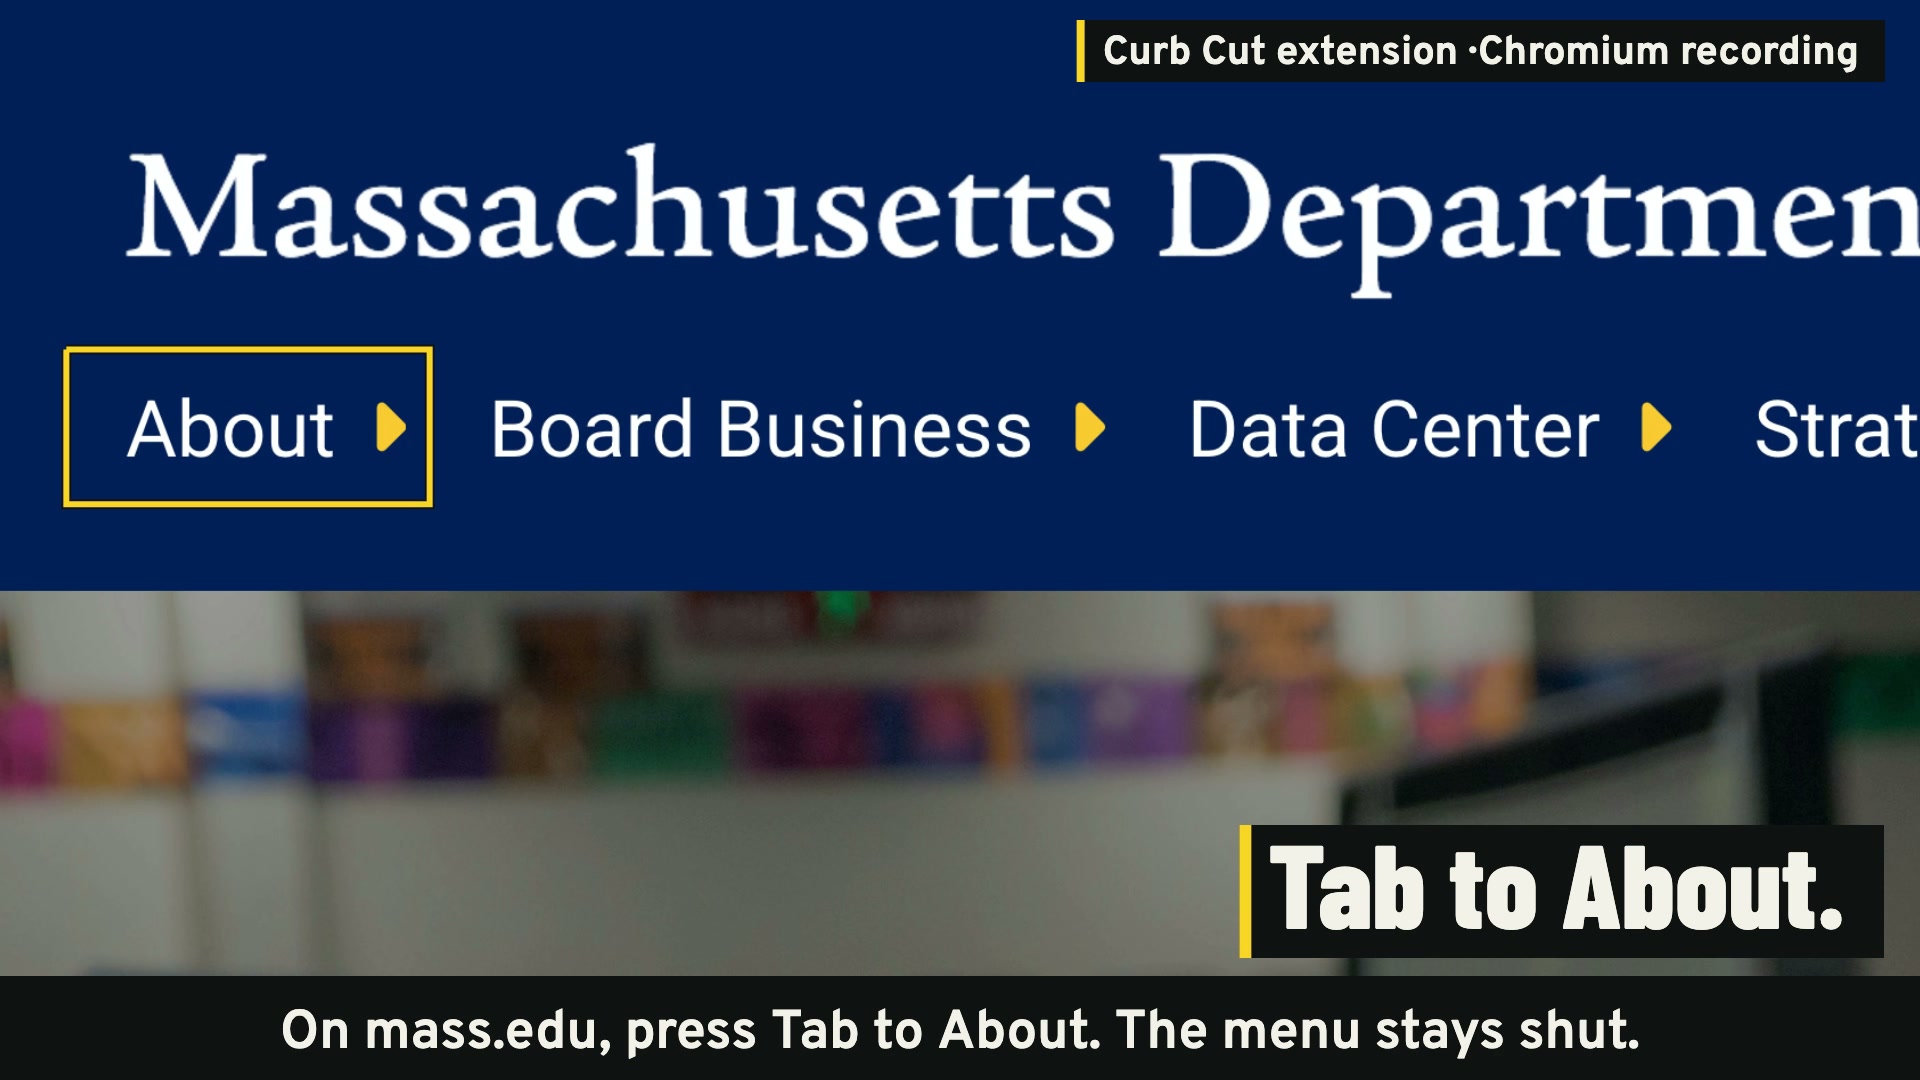 Curb Cut extension ·Chromium recording
Massachusetts Departmen
About Board Business Data Center Strat
Tab to About.
On mass.edu, press Tab to About. The menu stays shut.